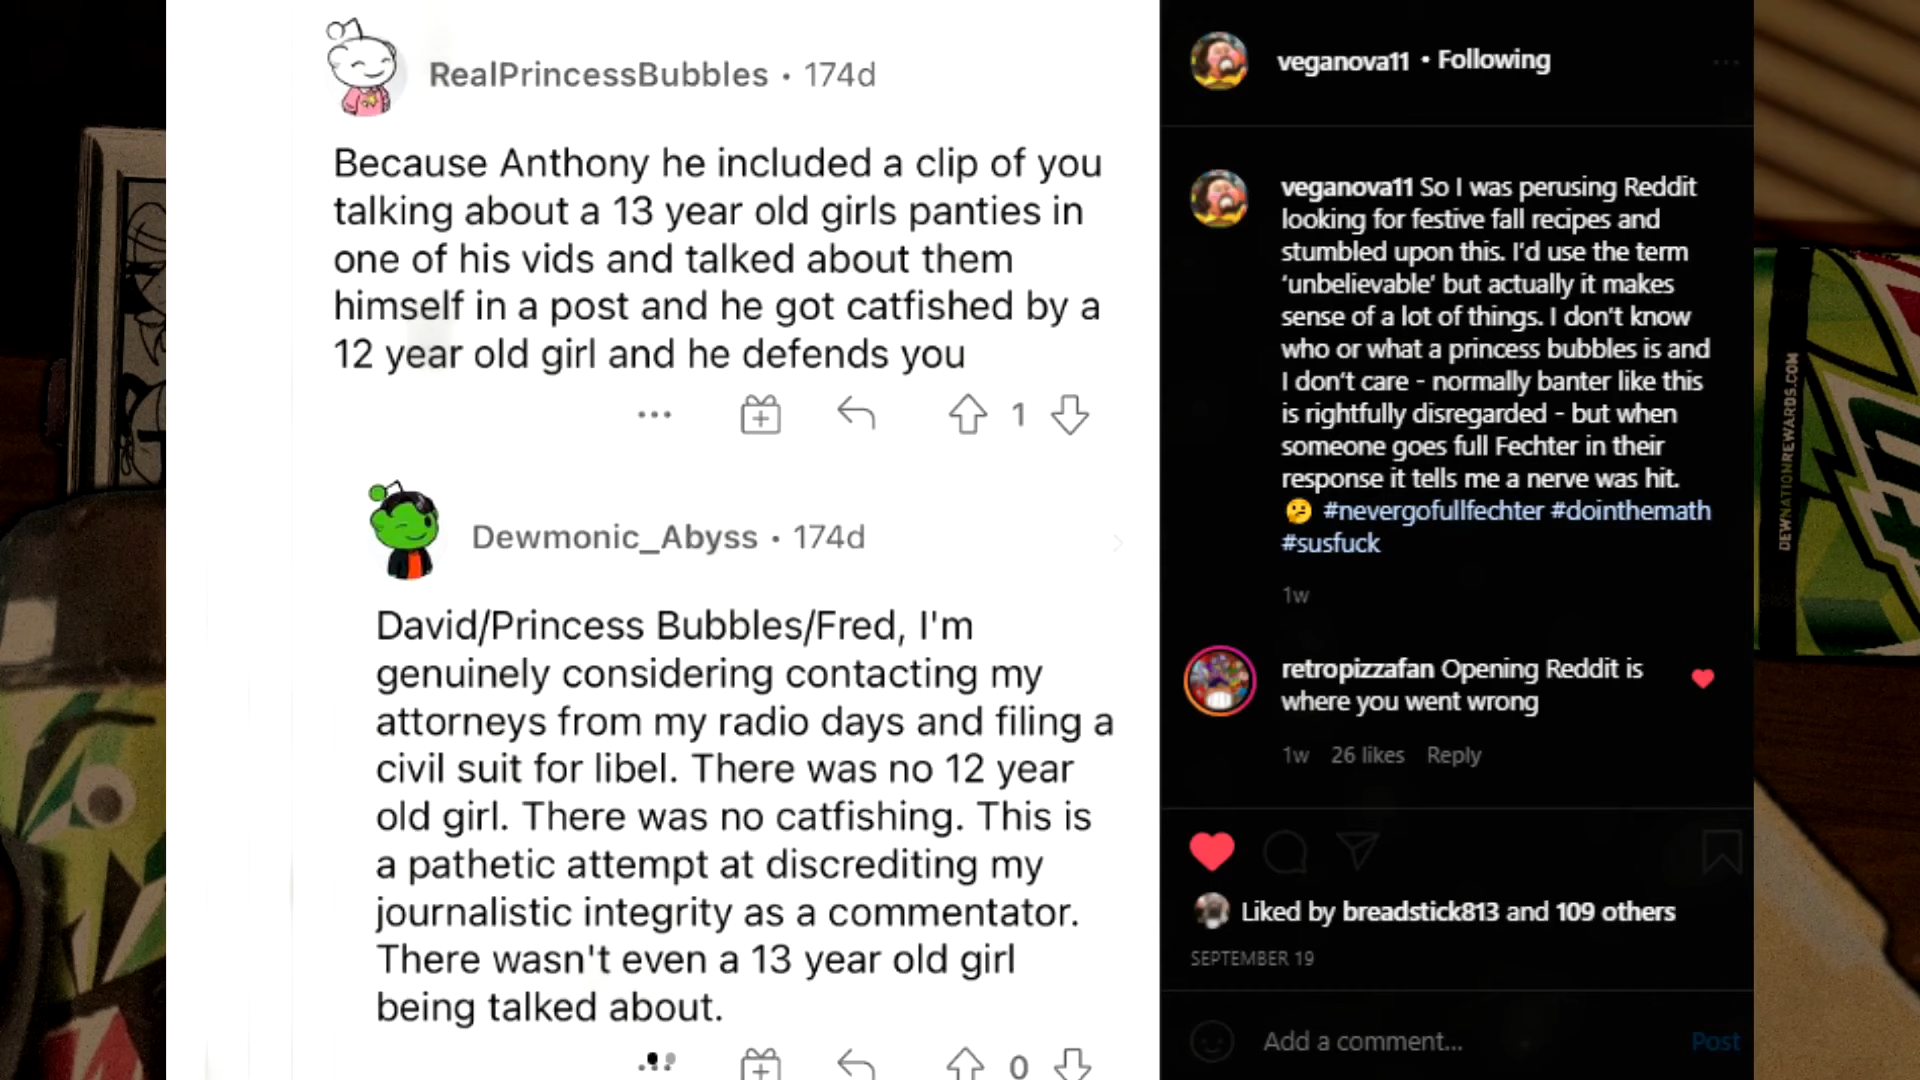 RealPrincessBubbles • 174d
Because Anthony he included a clip of you
talking about a 13 year old girls panties in
one of his vids and talked about them
himself in a post and he got catfished by a
12 year old girl and he defends you
1
Dewmonic_Abyss • 174d
David/Princess Bubbles/Fred, I'm
genuinely considering contacting my
attorneys from my radio days and filing a
civil suit for libel. There was no 12 year
old girl. There was no catfishing. This is
a pathetic attempt at discrediting my
journalistic integrity as a commentator.
There wasn't even a 13 year old girl
being talked about.
0
veganova11 • Following
veganova11 So I was perusing Reddit
looking for festive fall recipes and
stumbled upon this. I'd use the term
'unbelievable' but actually it makes
sense of a lot of things. I don't know
who or what a princess bubbles is and
I don't care - normally banter like this
is rightfully disregarded - but when
someone goes full Fechter in their
response it tells me a nerve was hit.
🫤 #nevergofullfechter #dointhemath
#susfuck
1w
retropizzafan Opening Reddit is
where you went wrong
1w 26 likes Reply
Liked by breadstick813 and 109 others
SEPTEMBER 19
Add a comment... Post
DEWNATIONREWARDS.COM